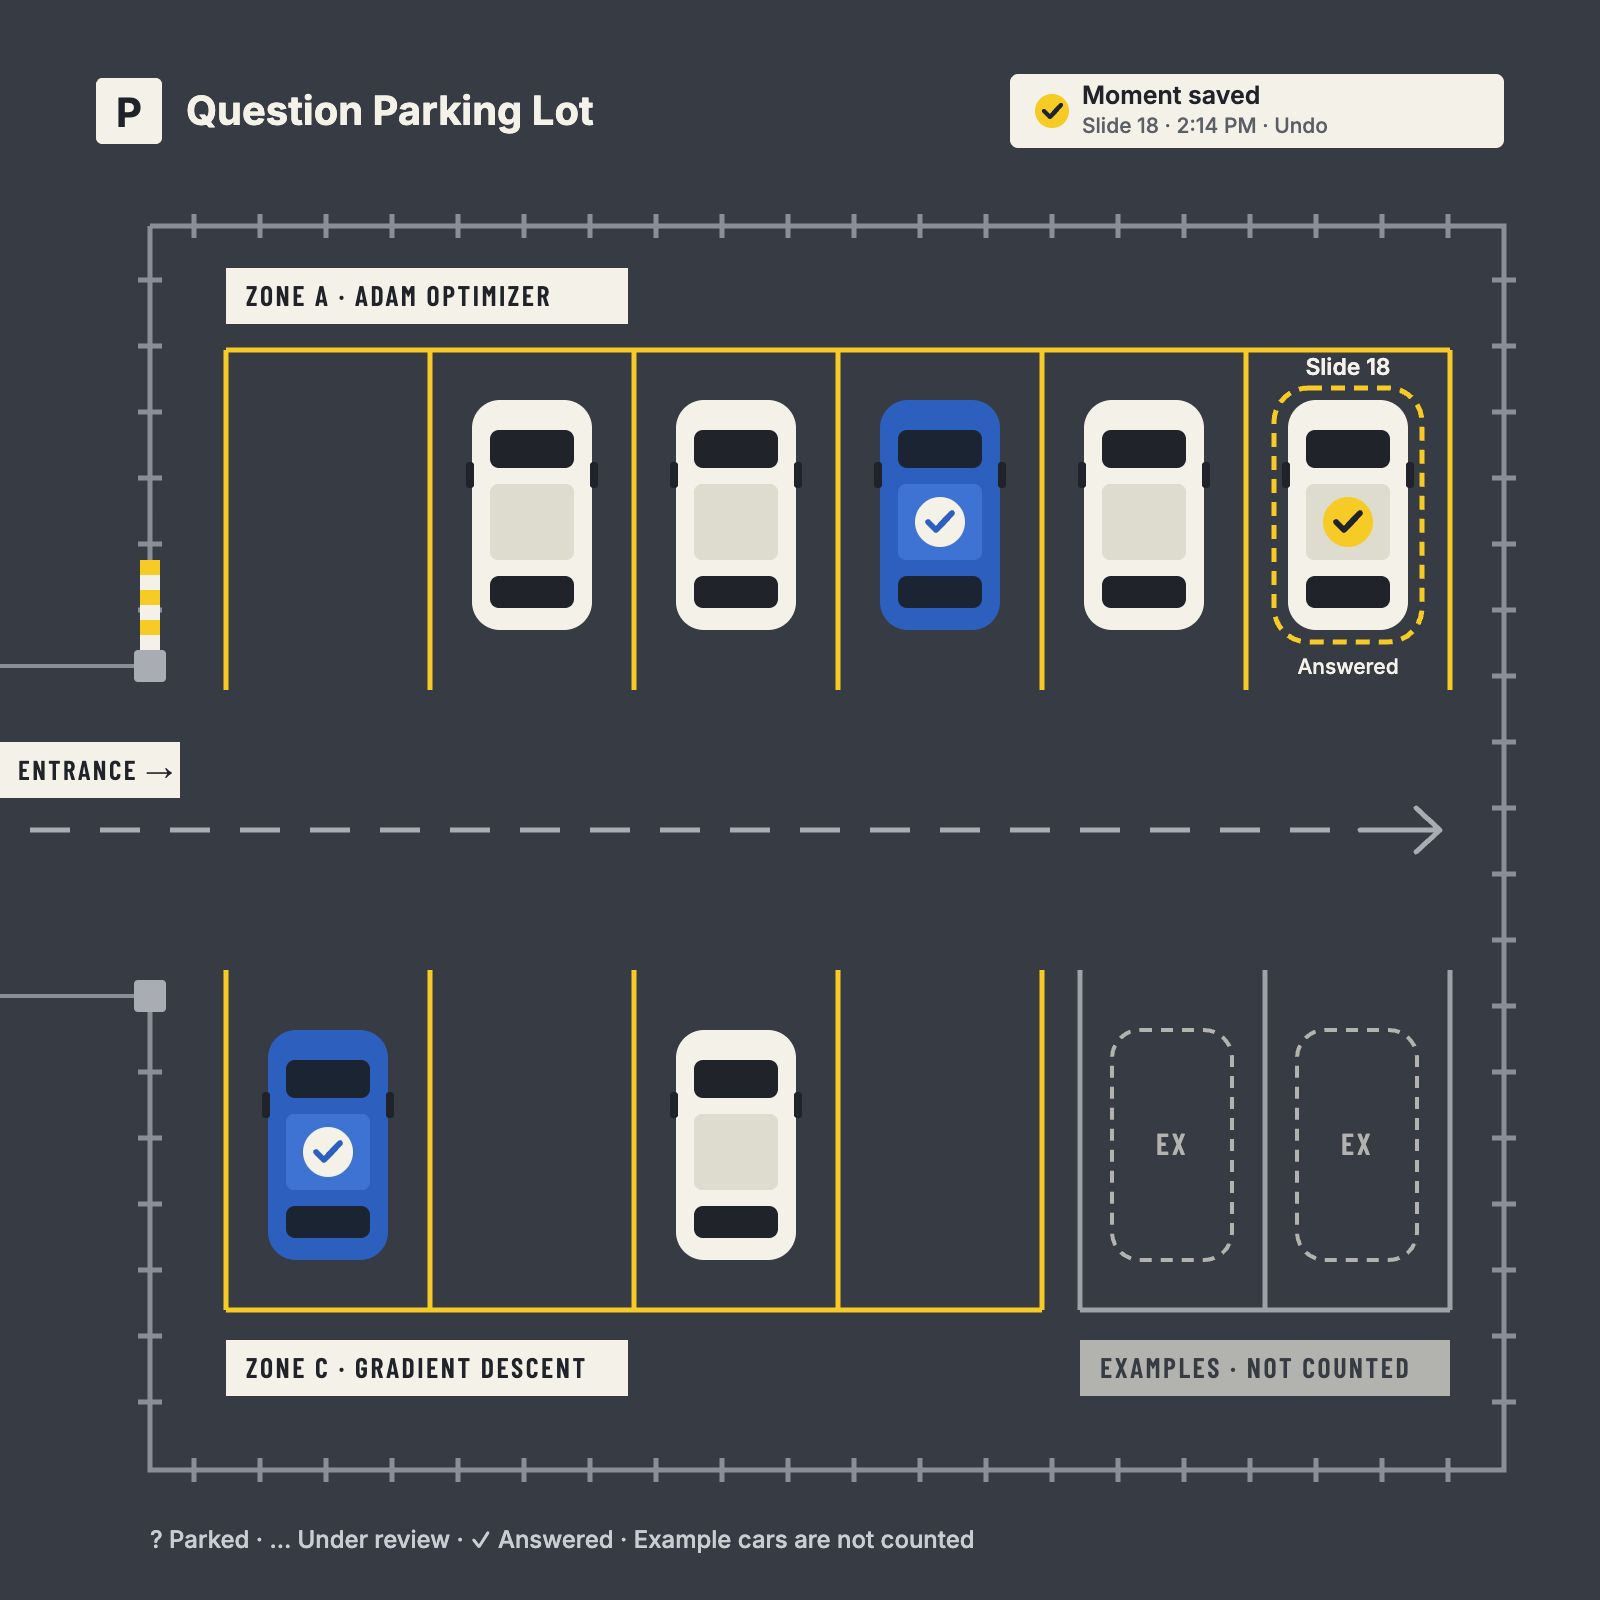 P
Question Parking Lot
Moment saved
Slide 18 · 2:14 PM · Undo
ZONE A · ADAM OPTIMIZER
Slide 18
Answered
ENTRANCE →
EX
EX
ZONE C · GRADIENT DESCENT
EXAMPLES · NOT COUNTED
? Parked · ... Under review · ✓ Answered · Example cars are not counted